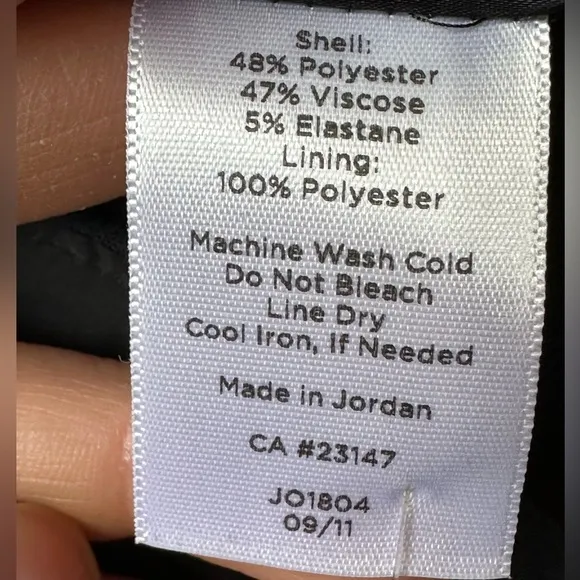 Shell:
48% Polyester
47% Viscose
5% Elastane
Lining:
100% Polyester
Machine Wash Cold
Do Not Bleach
Line Dry
Cool Iron, If Needed
Made in Jordan
CA #23147
JO1804
09/11